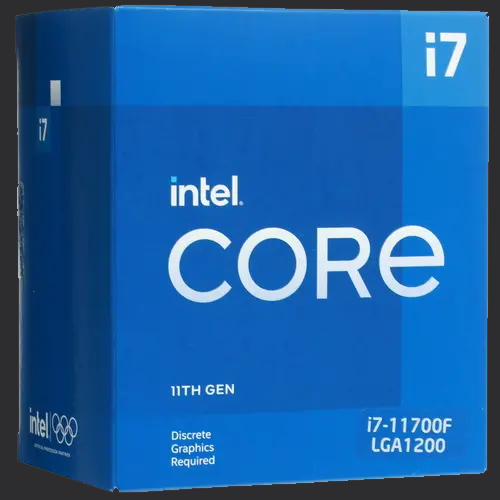 i7
i7
intel.
CORE
11TH GEN
Discrete
Graphics
Required
i7-11700F
LGA1200
intel